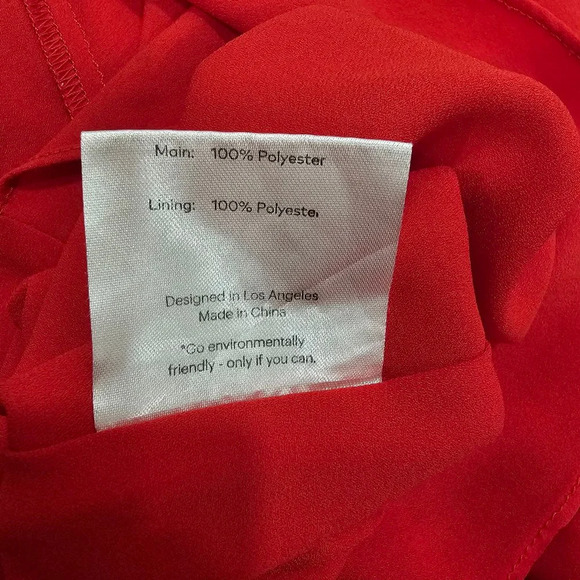 Main: 100% Polyester
Lining: 100% Polyester
Designed in Los Angeles
Made in China
*Go environmentally
friendly - only if you can.